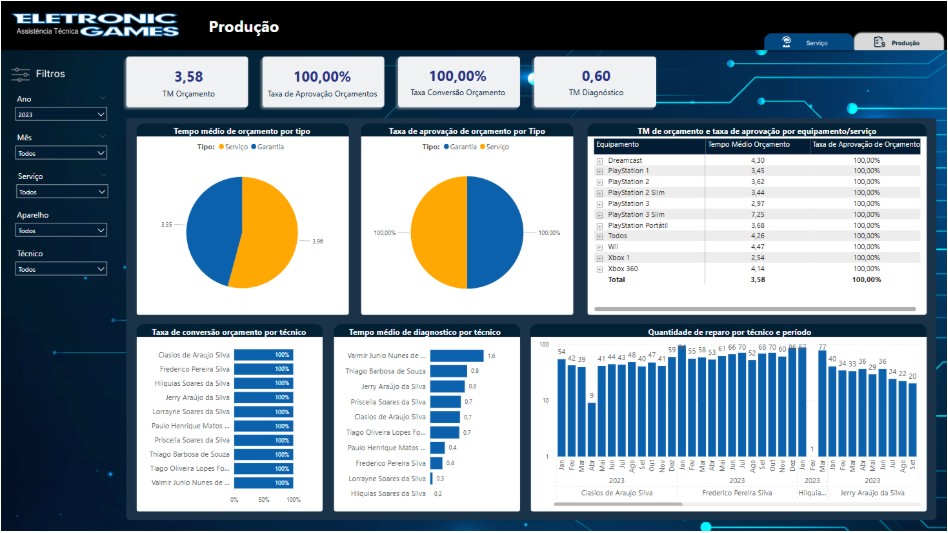 ELETRONIC
Assistência Técnica GAMES
Produção
Serviço
Produção
Filtros
Ano
2023
Mês
Todos
Serviço
Todos
Aparelho
Todos
Técnico
Todos
3,58
TM Orçamento
100,00%
Taxa de Aprovação Orçamentos
100,00%
Taxa Conversão Orçamento
0,60
TM Diagnóstico
Tempo médio de orçamento por tipo
Tipo: Serviço Garantia
3,35
3,96
Taxa de aprovação de orçamento por Tipo
Tipo: Garantia Serviço
100,00%
100,00%
TM de orçamento e taxa de aprovação por equipamento/serviço
Equipamento Tempo Médio Orçamento Taxa de Aprovação de Orçamento
Dreamcast 4,30 100,00%
PlayStation 1 3,45 100,00%
PlayStation 2 3,62 100,00%
PlayStation 2 Slim 3,44 100,00%
PlayStation 3 2,97 100,00%
PlayStation 3 Slim 7,25 100,00%
PlayStation Portátil 3,68 100,00%
Todos 4,26 100,00%
Wii 4,47 100,00%
Xbox 1 2,54 100,00%
Xbox 360 4,14 100,00%
Total 3,58 100,00%
Taxa de conversão orçamento por técnico
Clasios de Araujo Silva 100%
Frederico Pereira Silva 100%
Hilquias Soares da Silva 100%
Jerry Araújo da Silva 100%
Lorrayne Soares da Silva 100%
Paulo Henrique Matos ... 100%
Priscella Soares da Silva 100%
Thiago Barbosa de Souza 100%
Tiago Oliveira Lopes Fo... 100%
Valmir Junio Nunes de ... 100%
0% 50% 100%
Tempo médio de diagnostico por técnico
Valmir Junio Nunes de ... 1,6
Thiago Barbosa de Souza 0,9
Jerry Araújo da Silva 0,8
Priscella Soares da Silva 0,7
Clasios de Araujo Silva 0,7
Tiago Oliveira Lopes Fo... 0,7
Paulo Henrique Matos ... 0,4
Frederico Pereira Silva 0,4
Lorrayne Soares da Silva 0,3
Hilquias Soares da Silva 0,2
Quantidade de reparo por técnico e período
100
10
1
54 42 39 9 41 44 43 48 40 47 41 59 55 58 53 61 66 70 52 68 70 60 1 77 40 34 33 36 29 36 24 22 20
Jan Fev Mar Abr Mai Jun Jul Ago Set Out Nov Dez Jan Fev Mar Abr Mai Jun Jul Ago Set Out Nov Dez Jan Fev Mar Jan Fev Mar Abr Mai Jun Jul Ago Set
2023 2023 2023 2023
Clasios de Araujo Silva Frederico Pereira Silva Hilquia... Jerry Araújo da Silva